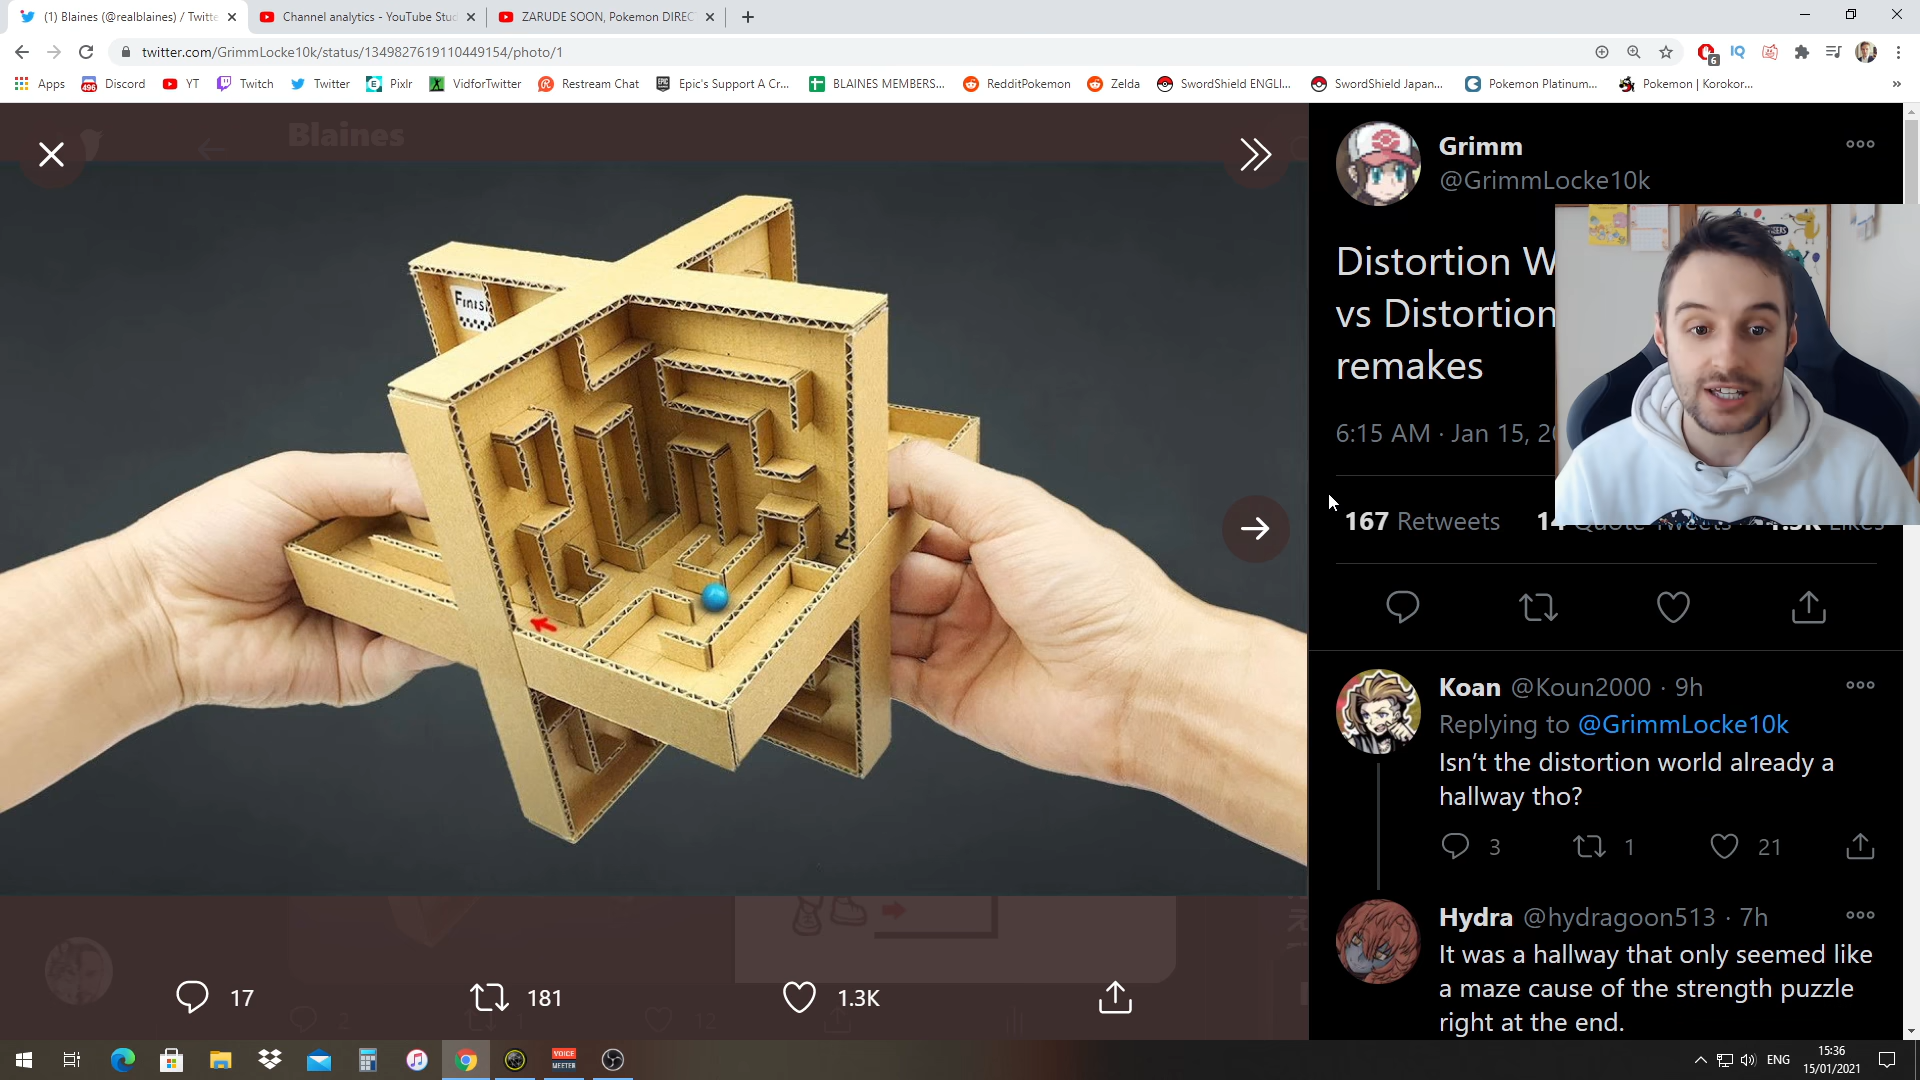 (1) Blaines (@realblaines) / Twitte
Channel analytics - YouTube Stu
ZARUDE SOON, Pokemon DIREC
twitter.com/GrimmLocke10k/status/1349827619110449154/photo/1
6
Apps
496
Discord
YT
Twitch
Twitter
Pixlr
VidforTwitter
Restream Chat
Epic's Support A Cr...
BLAINES MEMBERS...
RedditPokemon
Zelda
SwordShield ENGLI...
SwordShield Japan...
Pokemon Platinum...
Pokemon | Korokor...
Blaines
Finish
Grimm
@GrimmLocke10k
Distortion W
vs Distortion
remakes
6:15 AM · Jan 15, 20
167 Retweets
Koan @Koun2000 · 9h
Replying to @GrimmLocke10k
Isn't the distortion world already a
hallway tho?
3 1 21
Hydra @hydragoon513 · 7h
It was a hallway that only seemed like
a maze cause of the strength puzzle
right at the end.
17 181 1.3K
VOICE
MEETER
ENG
15:36
15/01/2021